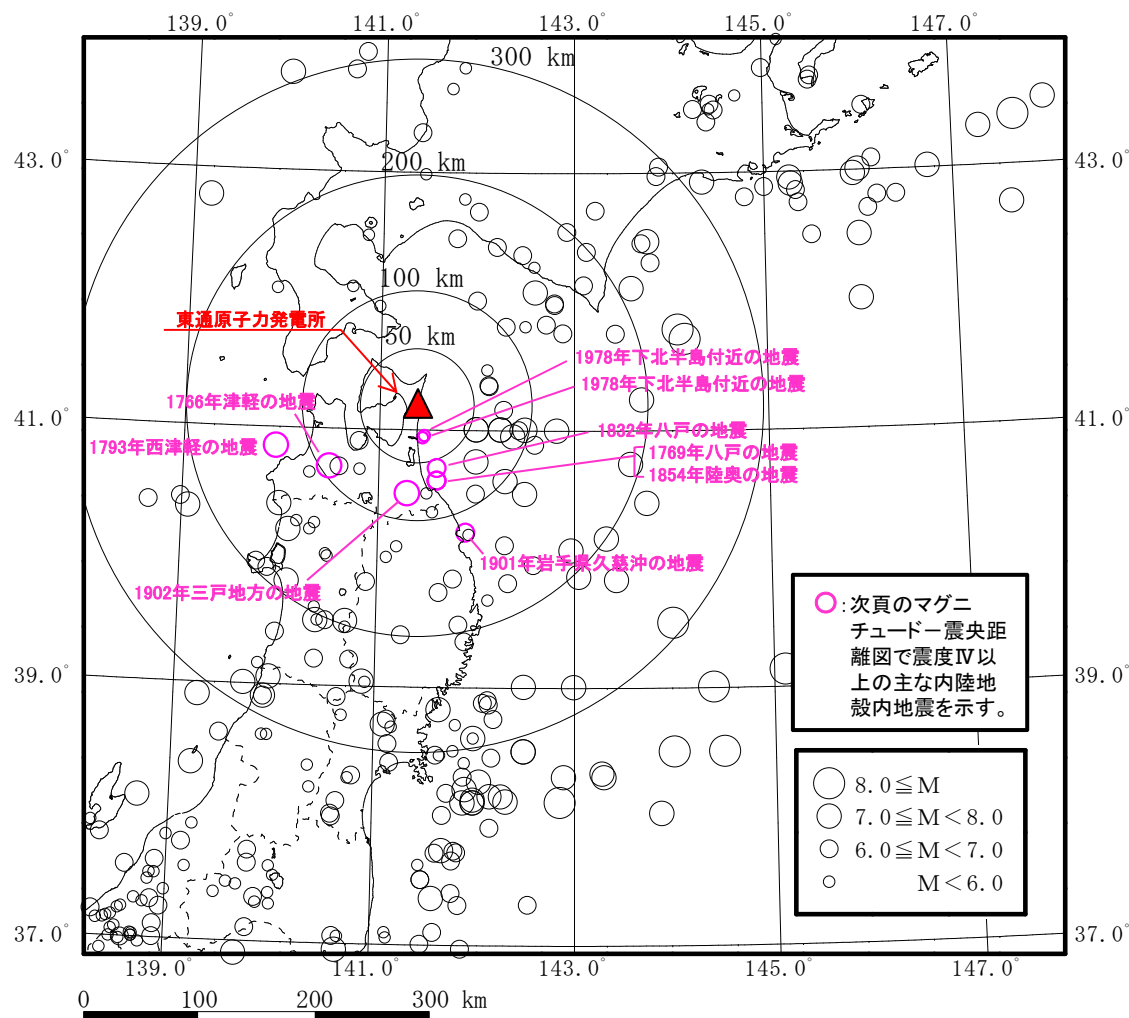 139.0°
141.0°
143.0°
145.0°
147.0°
300 km
43.0°
43.0°
200 km
100 km
東通原子力発電所
50 km
1978年下北半島付近の地震
1978年下北半島付近の地震
1766年津軽の地震
41.0°
41.0°
1832年八戸の地震
1793年西津軽の地震
1769年八戸の地震
1854年陸奥の地震
1901年岩手県久慈沖の地震
1902年三戸地方の地震
:次頁のマグニ
チュードー震央距
離図で震度Ⅳ以
上の主な内陸地
殻内地震を示す。
39.0°
39.0°
8.0≦M
7.0≦M<8.0
6.0≦M<7.0
M<6.0
37.0°
37.0°
139.0°
141.0°
143.0°
145.0°
147.0°
0 100 200 300 km